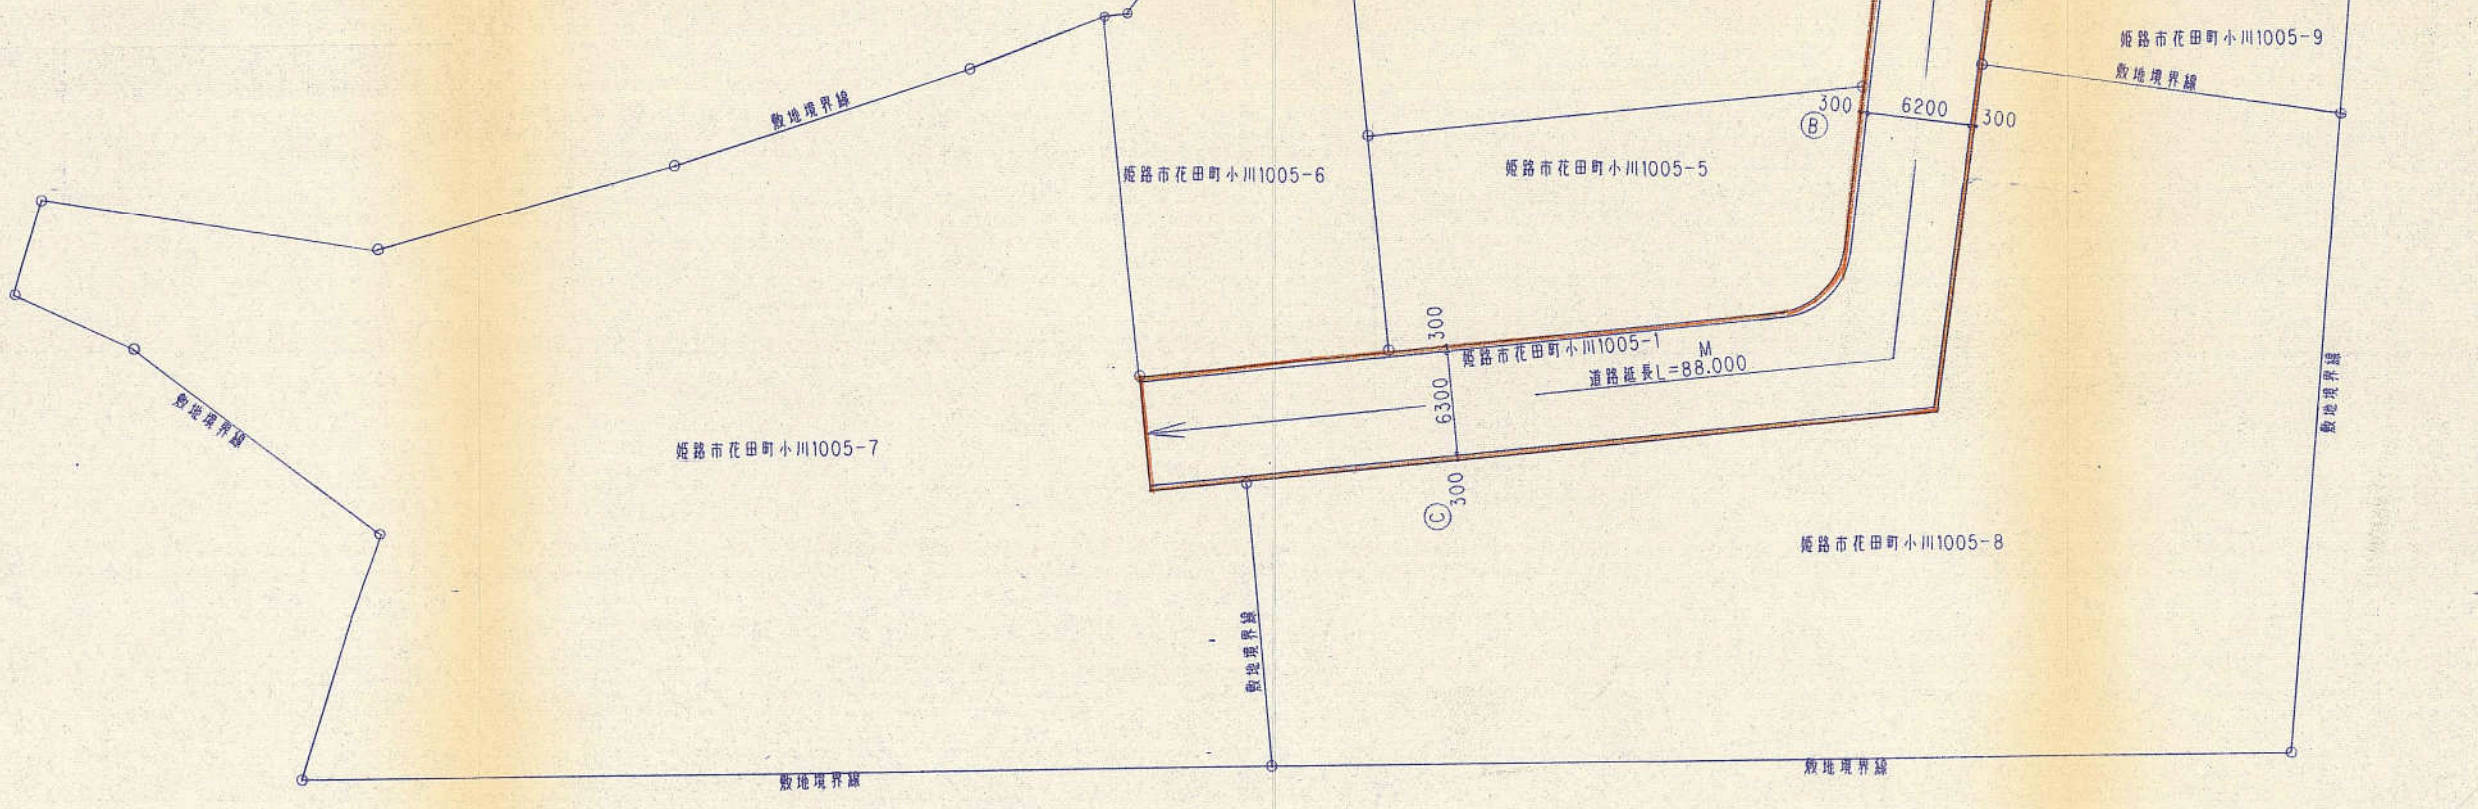 姫路市花田町小川1005-9
敷地境界線
敷地境界線
300
6200
300
B
姫路市花田町小川1005-6
姫路市花田町小川1005-5
300
姫路市花田町小川1005-1
M
道路延長L=88.000
6300
敷地境界線
敷地境界線
姫路市花田町小川1005-7
300
C
姫路市花田町小川1005-8
敷地境界線
敷地境界線
敷地境界線